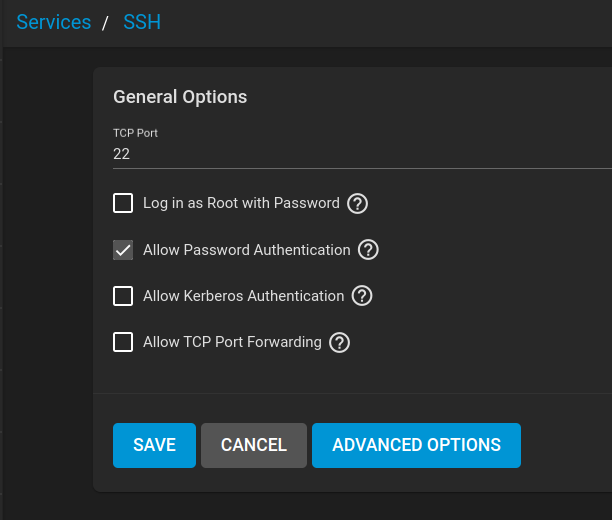 Services / SSH
General Options
TCP Port
22
Log in as Root with Password ?
Allow Password Authentication ?
Allow Kerberos Authentication ?
Allow TCP Port Forwarding ?
SAVE CANCEL ADVANCED OPTIONS